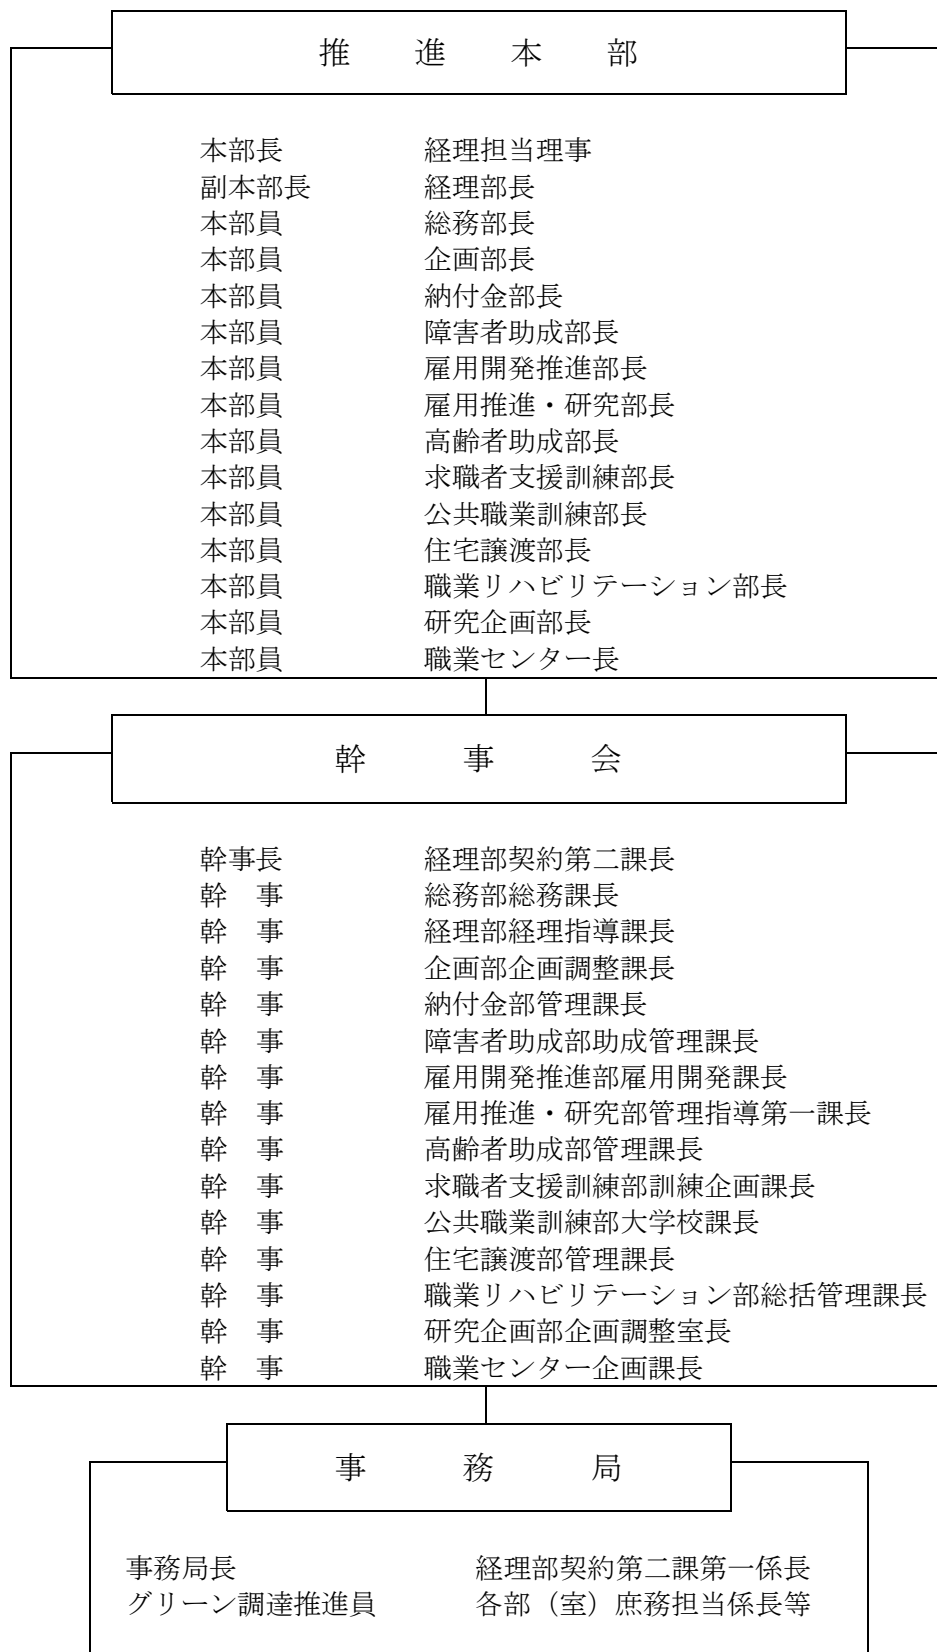 推進本部
本部長 経理担当理事
副本部長 経理部長
本部員 総務部長
本部員 企画部長
本部員 納付金部長
本部員 障害者助成部長
本部員 雇用開発推進部長
本部員 雇用推進・研究部長
本部員 高齢者助成部長
本部員 求職者支援訓練部長
本部員 公共職業訓練部長
本部員 住宅譲渡部長
本部員 職業リハビリテーション部長
本部員 研究企画部長
本部員 職業センター長
幹事会
幹事長 経理部契約第二課長
幹 事 総務部総務課長
幹 事 経理部経理指導課長
幹 事 企画部企画調整課長
幹 事 納付金部管理課長
幹 事 障害者助成部助成管理課長
幹 事 雇用開発推進部雇用開発課長
幹 事 雇用推進・研究部管理指導第一課長
幹 事 高齢者助成部管理課長
幹 事 求職者支援訓練部訓練企画課長
幹 事 公共職業訓練部大学校課長
幹 事 住宅譲渡部管理課長
幹 事 職業リハビリテーション部総括管理課長
幹 事 研究企画部企画調整室長
幹 事 職業センター企画課長
事務局
事務局長 経理部契約第二課第一係長
グリーン調達推進員 各部（室）庶務担当係長等